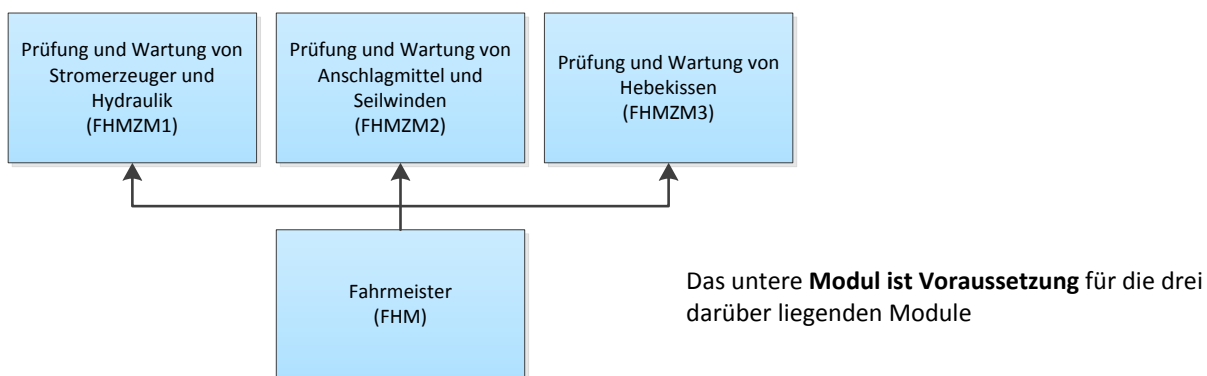 Prüfung und Wartung von
Stromerzeuger und
Hydraulik
(FHMZM1)
Prüfung und Wartung von
Anschlagmittel und
Seilwinden
(FHMZM2)
Prüfung und Wartung von
Hebekissen
(FHMZM3)
Fahrmeister
(FHM)
Das untere Modul ist Voraussetzung für die drei
darüber liegenden Module